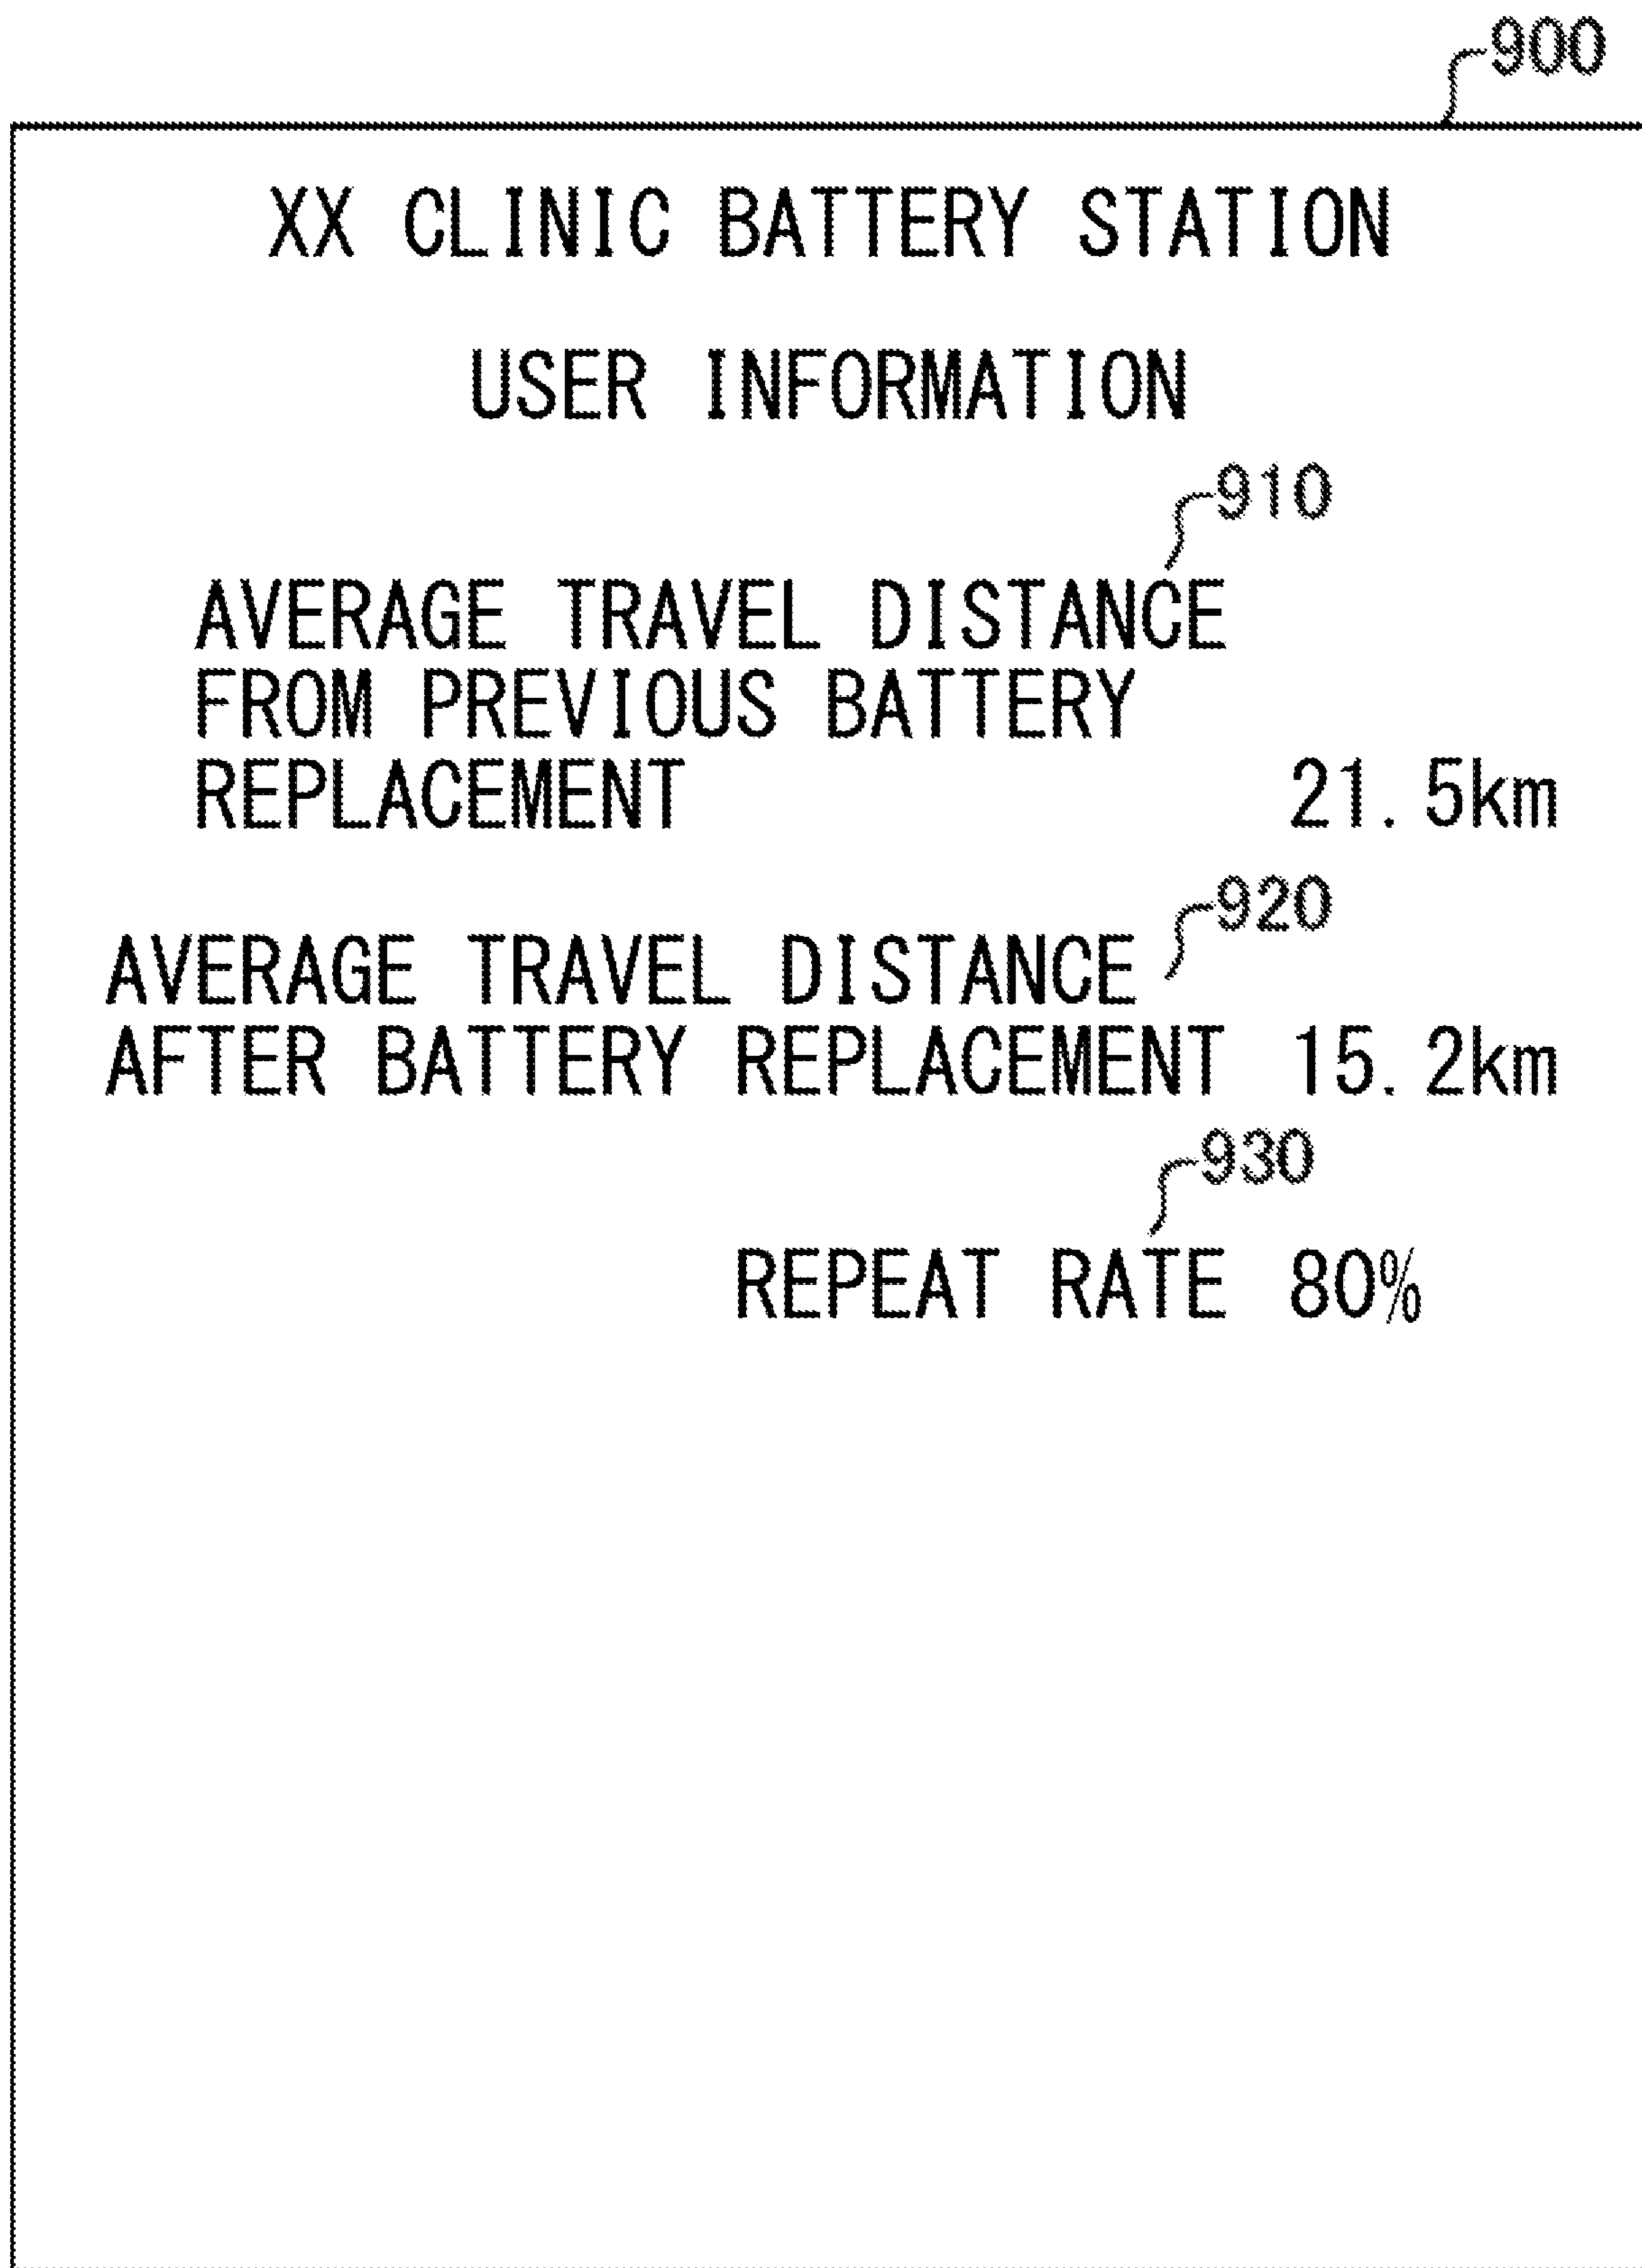 900
XX CLINIC BATTERY STATION
USER INFORMATION
910
AVERAGE TRAVEL DISTANCE
FROM PREVIOUS BATTERY
REPLACEMENT 21.5km
920
AVERAGE TRAVEL DISTANCE
AFTER BATTERY REPLACEMENT 15.2km
930
REPEAT RATE 80%